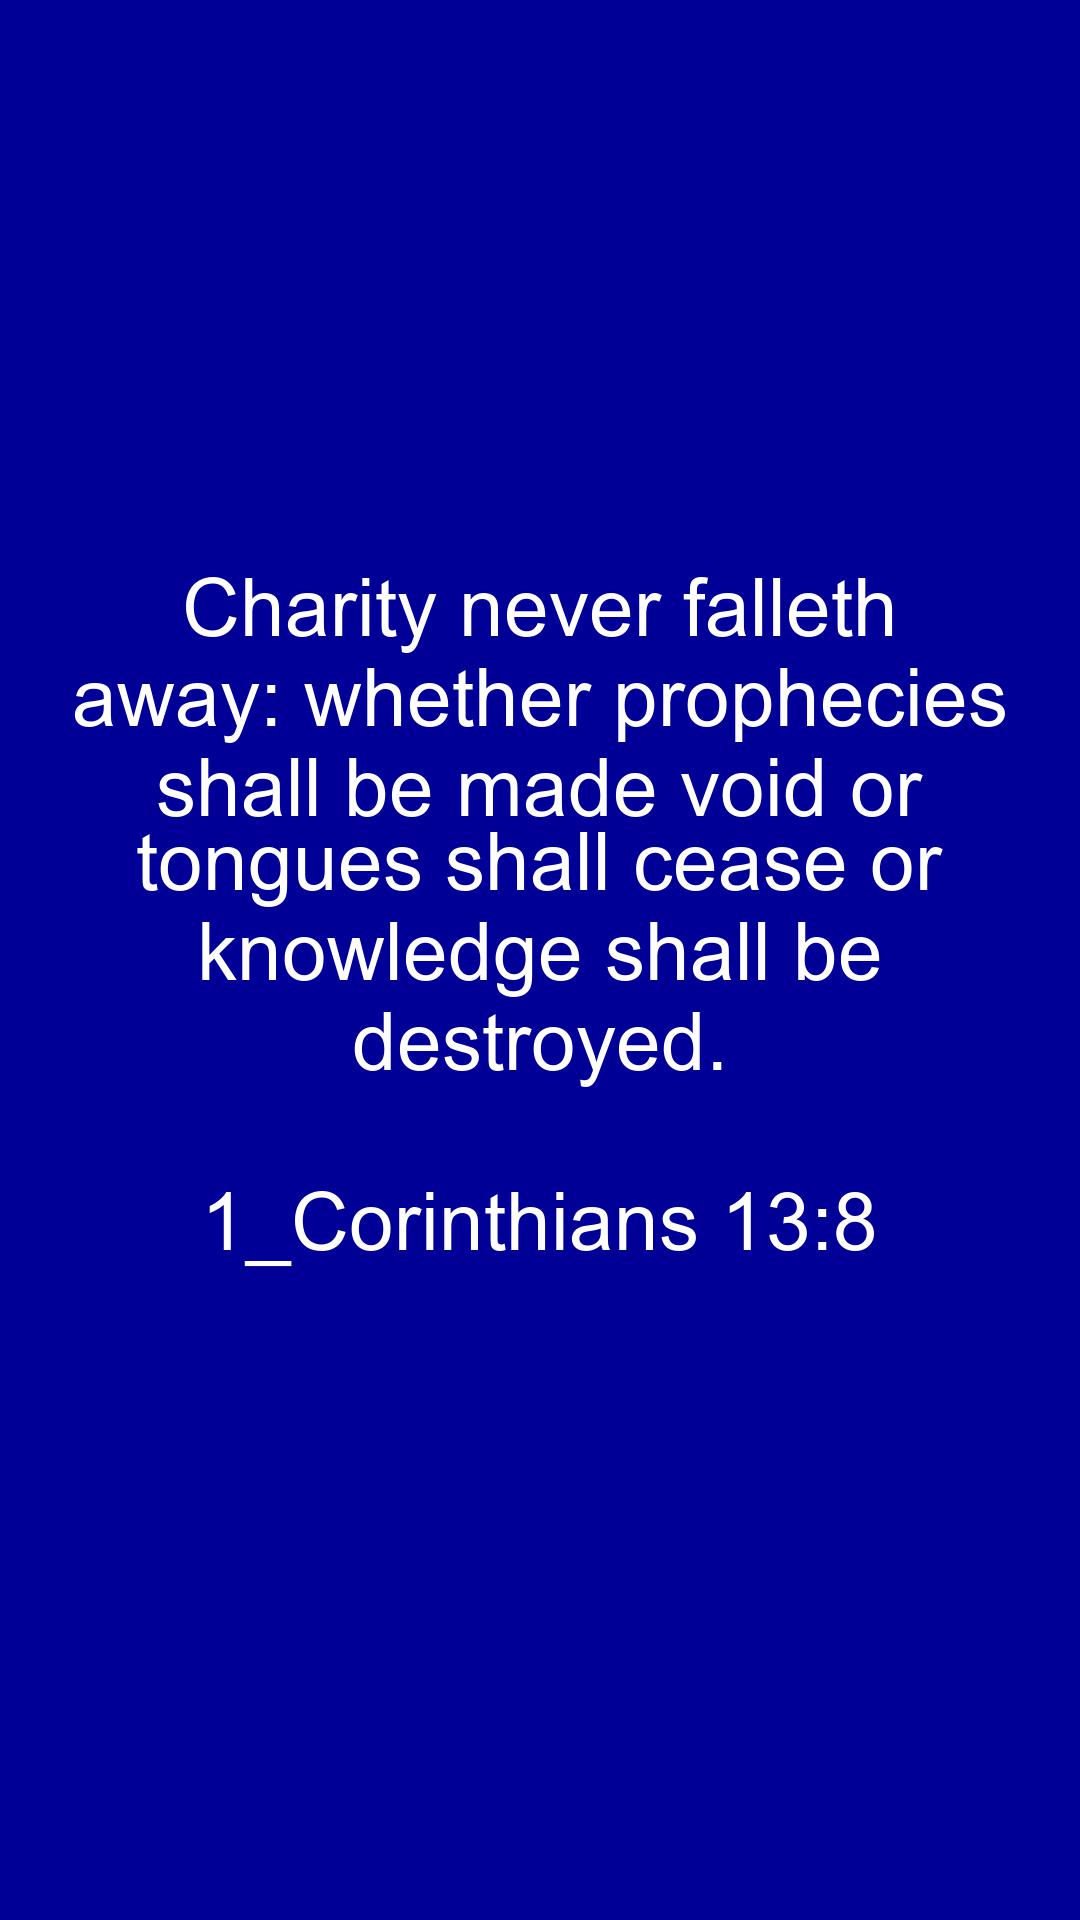 Charity never falleth
away: whether prophecies
shall be made void or
tongues shall cease or
knowledge shall be
destroyed.
1_Corinthians 13:8